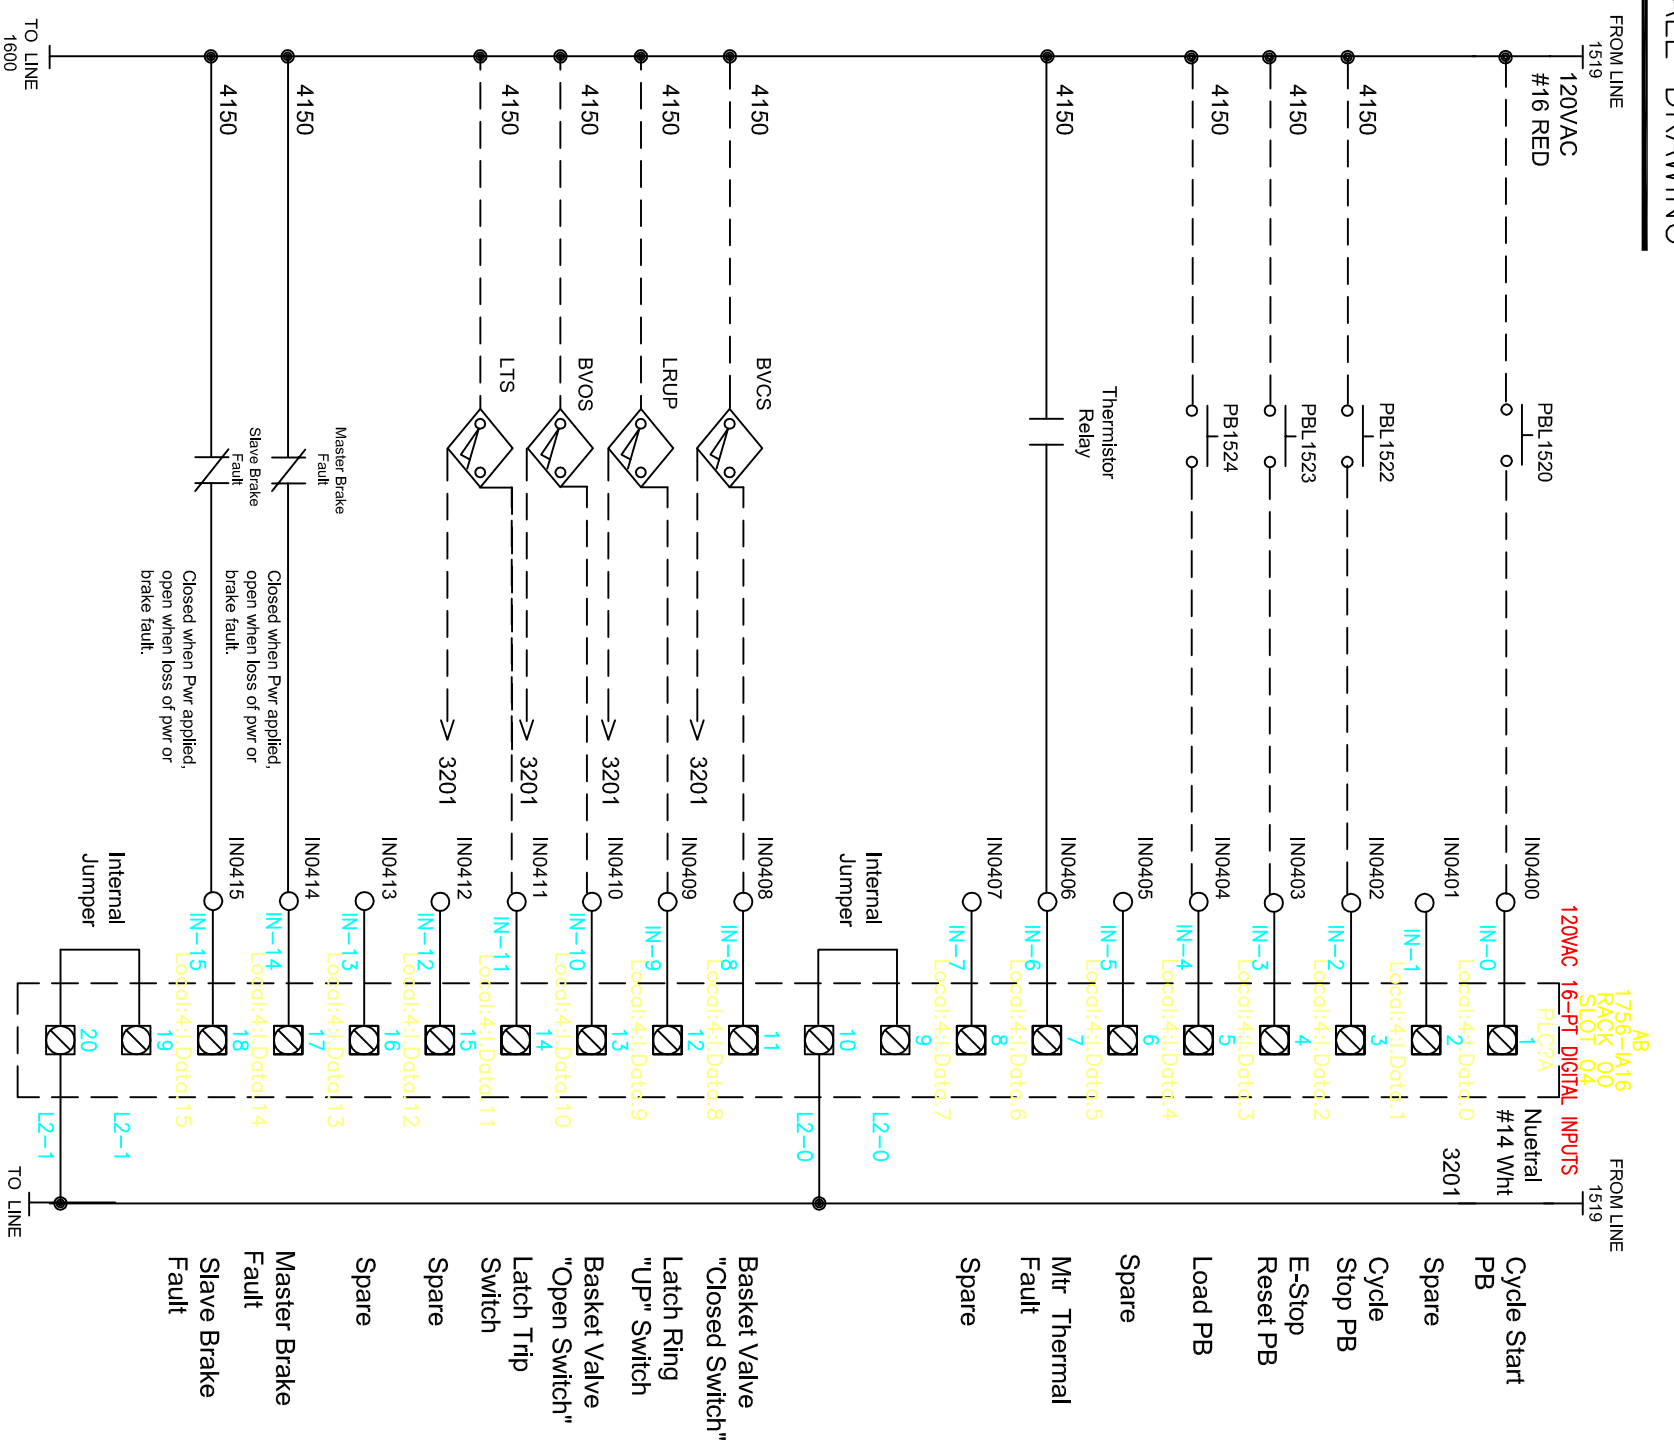 FROM LINE
1519
120VAC
#16 RED
PBL1520
IN0400
IN-0
1
Local:4:I.Data.0
AB
1756-IA16
RACK 00
SLOT 04
PLC?A
120VAC 16-PT DIGITAL INPUTS
Nuetral
#14 Wht
3201
FROM LINE
1519
Cycle Start
PB
IN0401
IN-1
2
Local:4:I.Data.1
Spare
4150
PBL1522
IN0402
IN-2
3
Local:4:I.Data.2
Cycle
Stop PB
4150
PBL1523
IN0403
IN-3
4
Local:4:I.Data.3
E-Stop
Reset PB
4150
PB1524
IN0404
IN-4
5
Local:4:I.Data.4
Load PB
IN0405
IN-5
6
Local:4:I.Data.5
Spare
4150
Thermistor
Relay
IN0406
IN-6
7
Local:4:I.Data.6
Mtr Thermal
Fault
IN0407
IN-7
8
Local:4:I.Data.7
Spare
9
L2-0
Internal
Jumper
10
L2-0
4150
BVCS
3201
IN0408
IN-8
11
Local:4:I.Data.8
Basket Valve
"Closed Switch"
4150
LRUP
3201
IN0409
IN-9
12
Local:4:I.Data.9
Latch Ring
"UP" Switch
4150
BVOS
3201
IN0410
IN-10
13
Local:4:I.Data.10
Basket Valve
"Open Switch"
4150
LTS
3201
IN0411
IN-11
14
Local:4:I.Data.11
Latch Trip
Switch
IN0412
IN-12
15
Local:4:I.Data.12
Spare
IN0413
IN-13
16
Local:4:I.Data.13
Spare
4150
Master Brake
Fault
Closed when Pwr applied,
open when loss of pwr or
brake fault.
IN0414
IN-14
17
Local:4:I.Data.14
Master Brake
Fault
4150
Slave Brake
Fault
Closed when Pwr applied,
open when loss of pwr or
brake fault.
IN0415
IN-15
18
Local:4:I.Data.15
Slave Brake
Fault
19
L2-1
Internal
Jumper
20
L2-1
TO LINE
1600
TO LINE